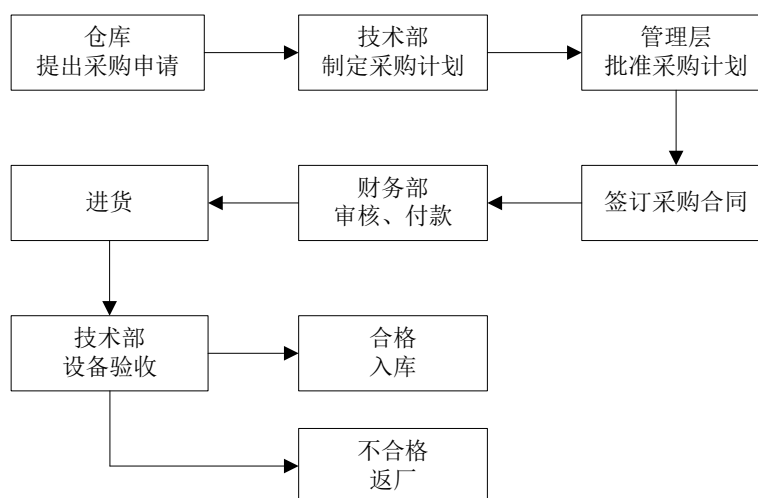 仓库
提出采购申请
技术部
制定采购计划
管理层
批准采购计划
签订采购合同
财务部
审核、付款
进货
技术部
设备验收
合格
入库
不合格
返厂